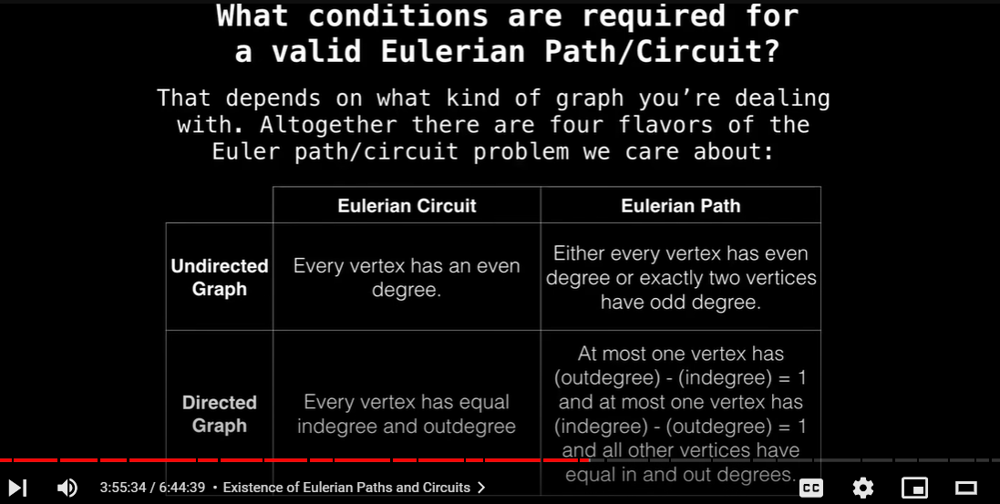 What conditions are required for
a valid Eulerian Path/Circuit?
That depends on what kind of graph you’re dealing
with. Altogether there are four flavors of the
Euler path/circuit problem we care about:
Eulerian Circuit
Eulerian Path
Undirected
Graph
Every vertex has an even
degree.
Either every vertex has even
degree or exactly two vertices
have odd degree.
Directed
Graph
Every vertex has equal
indegree and outdegree
At most one vertex has
(outdegree) - (indegree) = 1
and at most one vertex has
(indegree) - (outdegree) = 1
and all other vertices have
equal in and out degrees.
3:55:34 / 6:44:39 • Existence of Eulerian Paths and Circuits
CC